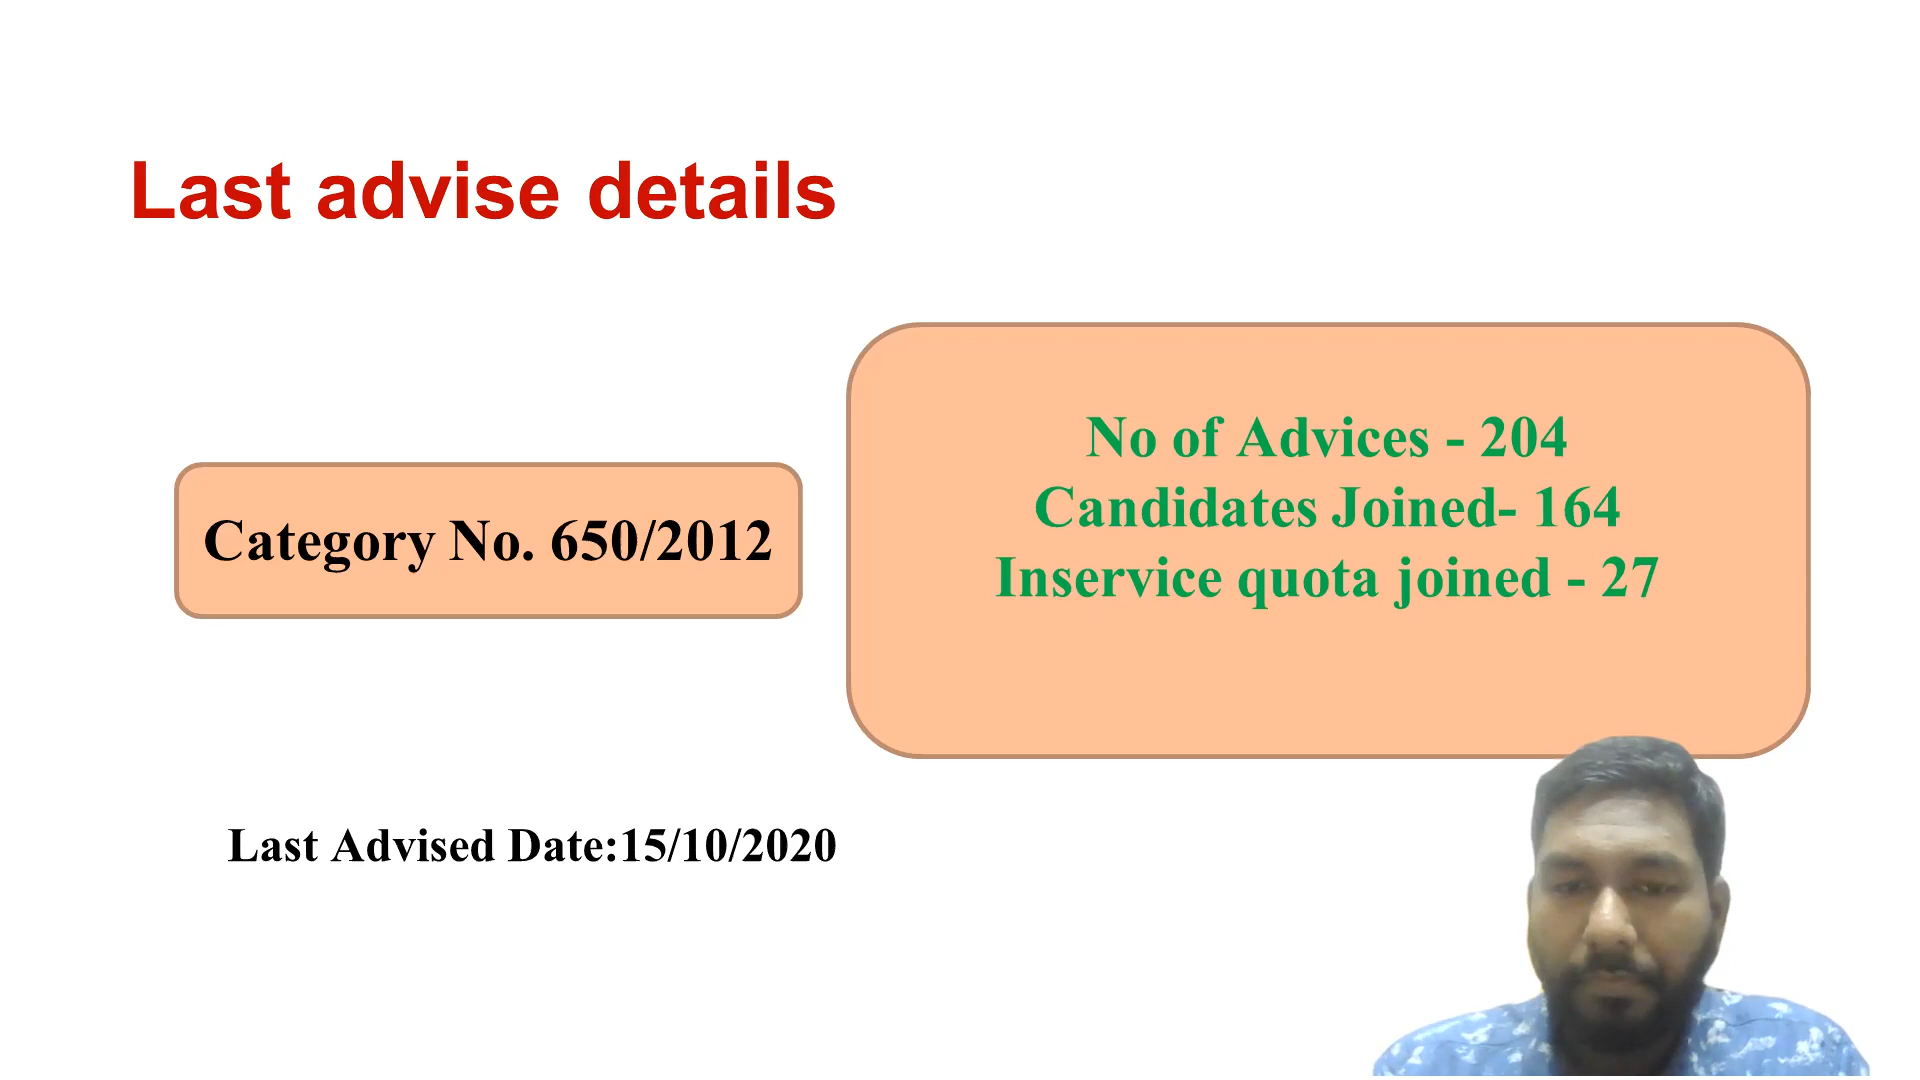 Last advise details
Category No. 650/2012
No of Advices - 204
Candidates Joined- 164
Inservice quota joined - 27
Last Advised Date:15/10/2020